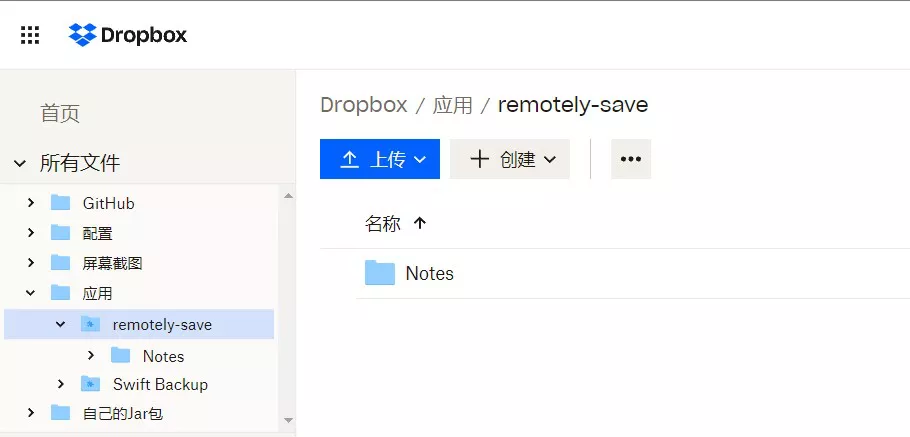 Dropbox
首页
所有文件
GitHub
配置
屏幕截图
应用
remotely-save
Notes
Swift Backup
自己的Jar包
Dropbox / 应用 / remotely-save
上传
创建
名称
Notes